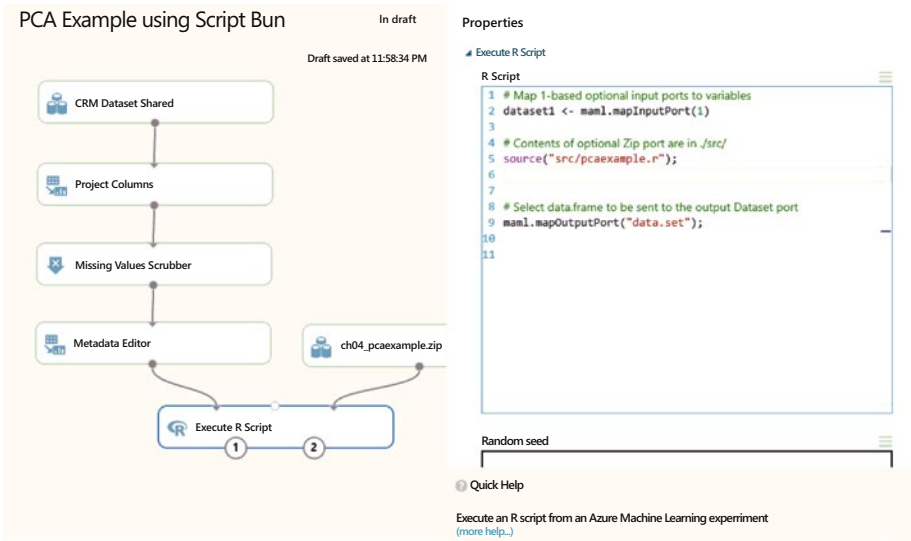 PCA Example using Script Bun
In draft
Draft saved at 11:58:34 PM
CRM Dataset Shared
Project Columns
Missing Values Scrubber
Metadata Editor
ch04_pcaexample.zip
Execute R Script
1
2
Properties
Execute R Script
R Script
1 # Map 1-based optional input ports to variables
2 dataset1 <- maml.mapInputPort(1)
3
4 # Contents of optional Zip port are in ./src/
5 source("src/pcaexample.r");
6
7
8 # Select data.frame to be sent to the output Dataset port
9 maml.mapOutputPort("data.set");
10
11
Random seed
Quick Help
Execute an R script from an Azure Machine Learning experriment
(more help...)